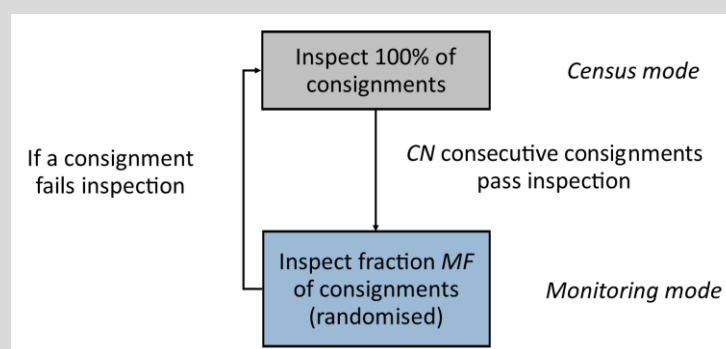 Inspect 100% of
consignments
Census mode
If a consignment
fails inspection
CN consecutive consignments
pass inspection
Inspect fraction MF
of consignments
(randomised)
Monitoring mode